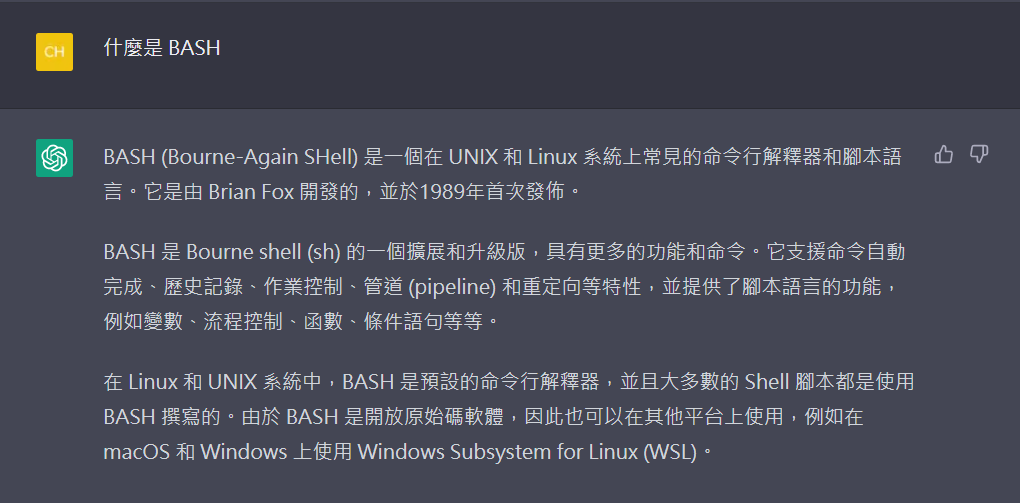 CH
什麼是 BASH
BASH (Bourne-Again SHell) 是一個在 UNIX 和 Linux 系統上常見的命令行解釋器和腳本語
言。它是由 Brian Fox 開發的，並於1989年首次發佈。
BASH 是 Bourne shell (sh) 的一個擴展和升級版，具有更多的功能和命令。它支援命令自動
完成、歷史記錄、作業控制、管道 (pipeline) 和重定向等特性，並提供了腳本語言的功能，
例如變數、流程控制、函數、條件語句等等。
在 Linux 和 UNIX 系統中，BASH 是預設的命令行解釋器，並且大多數的 Shell 腳本都是使用
BASH 撰寫的。由於 BASH 是開放原始碼軟體，因此也可以在其他平台上使用，例如在
macOS 和 Windows 上使用 Windows Subsystem for Linux (WSL)。